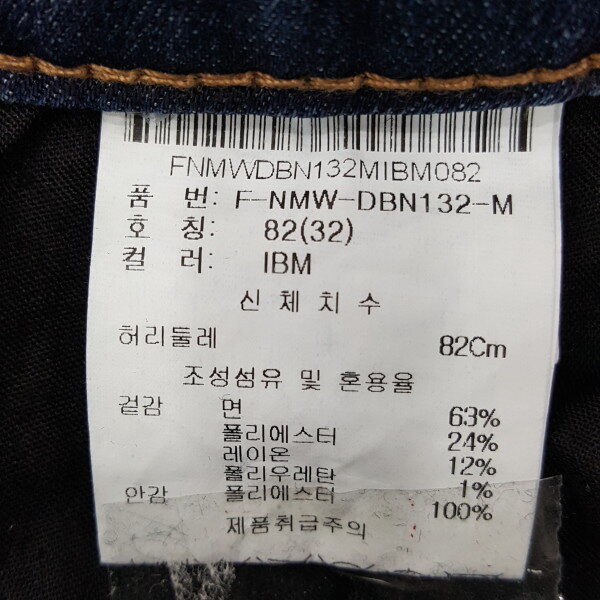 FNMWDBN132MIBM082
품 번: F-NMW-DBN132-M
호 칭: 82(32)
컬 러: IBM
신체치수
허리둘레 82Cm
조성섬유 및 혼용율
겉감 면 63%
폴리에스터 24%
레이온 12%
폴리우레탄 1%
안감 폴리에스터 100%
제품취급주의